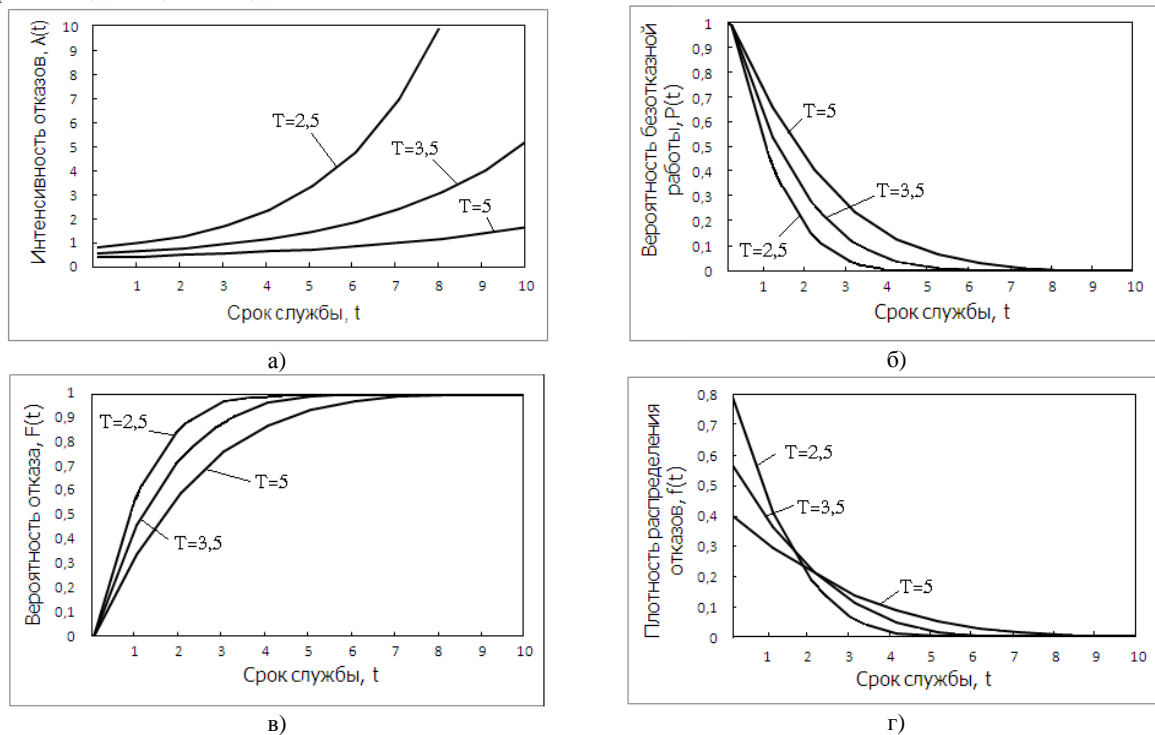 Интенсивность отказов, λ(t)
10
9
8
7
6
5
4
3
2
1
0
T=2,5
T=3,5
T=5
1 2 3 4 5 6 7 8 9 10
Срок службы, t
а)
Вероятность безотказной
работы, P(t)
1
0,9
0,8
0,7
0,6
0,5
0,4
0,3
0,2
0,1
0
T=5
T=3,5
T=2,5
1 2 3 4 5 6 7 8 9 10
Срок службы, t
б)
Вероятность отказа, F(t)
1
0,9
0,8
0,7
0,6
0,5
0,4
0,3
0,2
0,1
0
T=2,5
T=5
T=3,5
1 2 3 4 5 6 7 8 9 10
Срок службы, t
в)
Плотность распределения
отказов, f(t)
0,8
0,7
0,6
0,5
0,4
0,3
0,2
0,1
0
T=2,5
T=3,5
T=5
1 2 3 4 5 6 7 8 9 10
Срок службы, t
г)